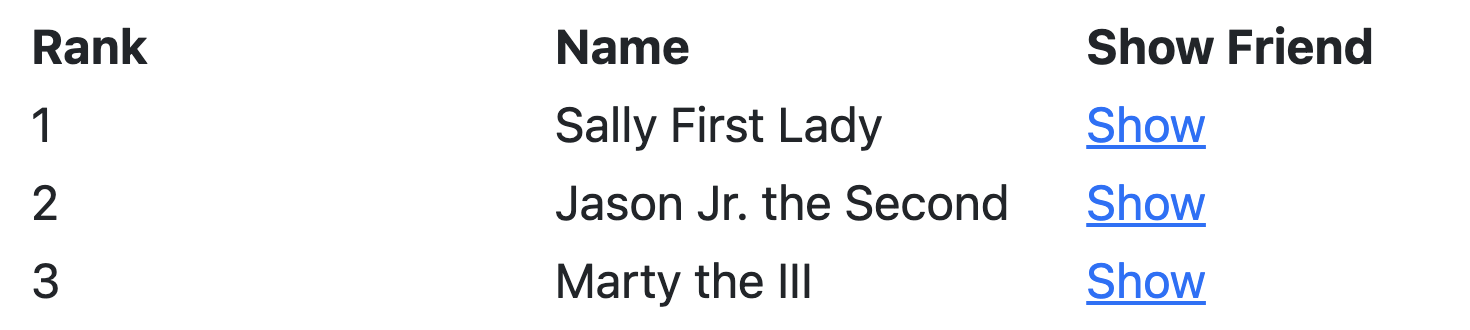 Rank Name Show Friend
1 Sally First Lady Show
2 Jason Jr. the Second Show
3 Marty the III Show